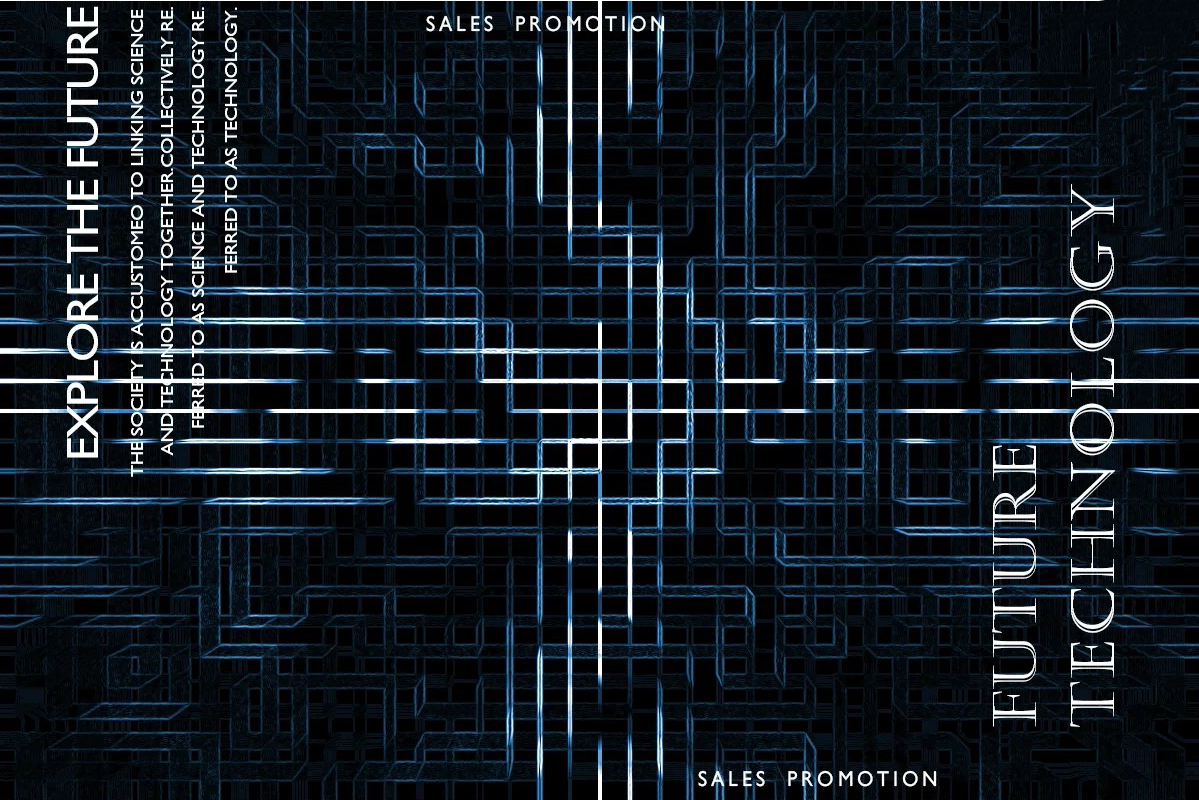 SALES PROMOTION
EXPLORE THE FUTURE
THE SOCIETY IS ACCUSTOMEO TO LINKING SCIENCE
AND TECHNOLOGY TOGETHER.COLLECTIVELY RE.
FERRED TO AS SCIENCE AND TECHNOLOGY RE.
FERRED TO AS TECHNOLOGY.
FUTURE
TECHNOLOGY
SALES PROMOTION